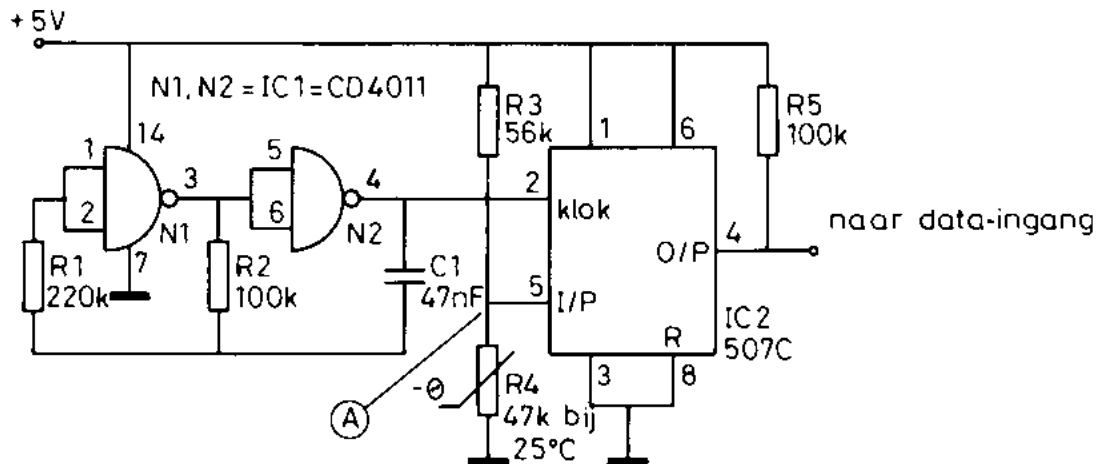 +5V
N1, N2 = IC1 = CD4011
14
1
2
3
N1
7
5
6
4
N2
R1
220k
R2
100k
C1
47nF
R3
56k
1
6
R5
100k
2
klok
4
O/P
naar data-ingang
5
I/P
R
IC2
507C
3
8
A
-θ
R4
47k bij
25°C